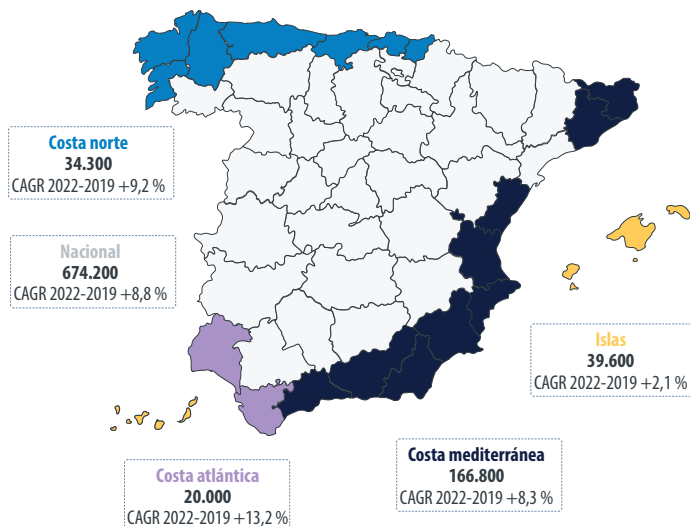 Costa norte
34.300
CAGR 2022-2019 +9,2 %
Nacional
674.200
CAGR 2022-2019 +8,8 %
Islas
39.600
CAGR 2022-2019 +2,1 %
Costa mediterránea
166.800
CAGR 2022-2019 +8,3 %
Costa atlántica
20.000
CAGR 2022-2019 +13,2 %